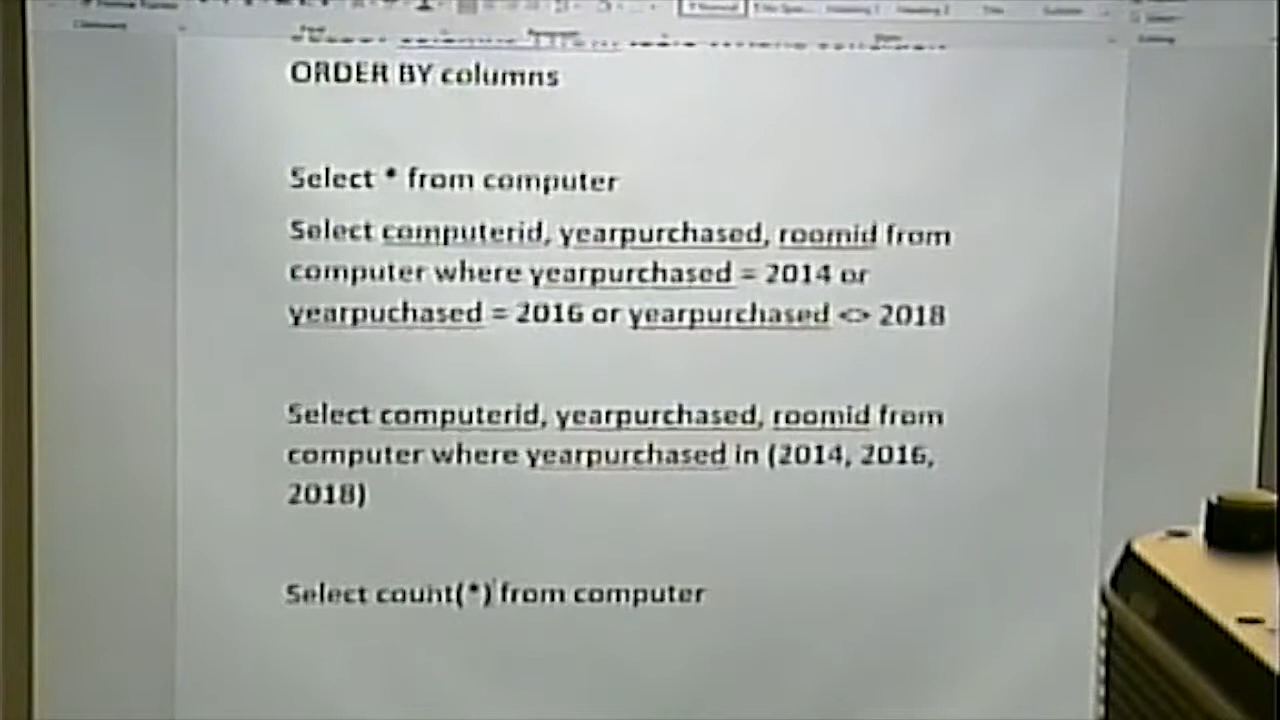 ORDER BY columns
Select * from computer
Select computerid, yearpurchased, roomid from
computer where yearpurchased = 2014 or
yearpuchased = 2016 or yearpurchased <> 2018
Select computerid, yearpurchased, roomid from
computer where yearpurchased in (2014, 2016,
2018)
Select count(*) from computer